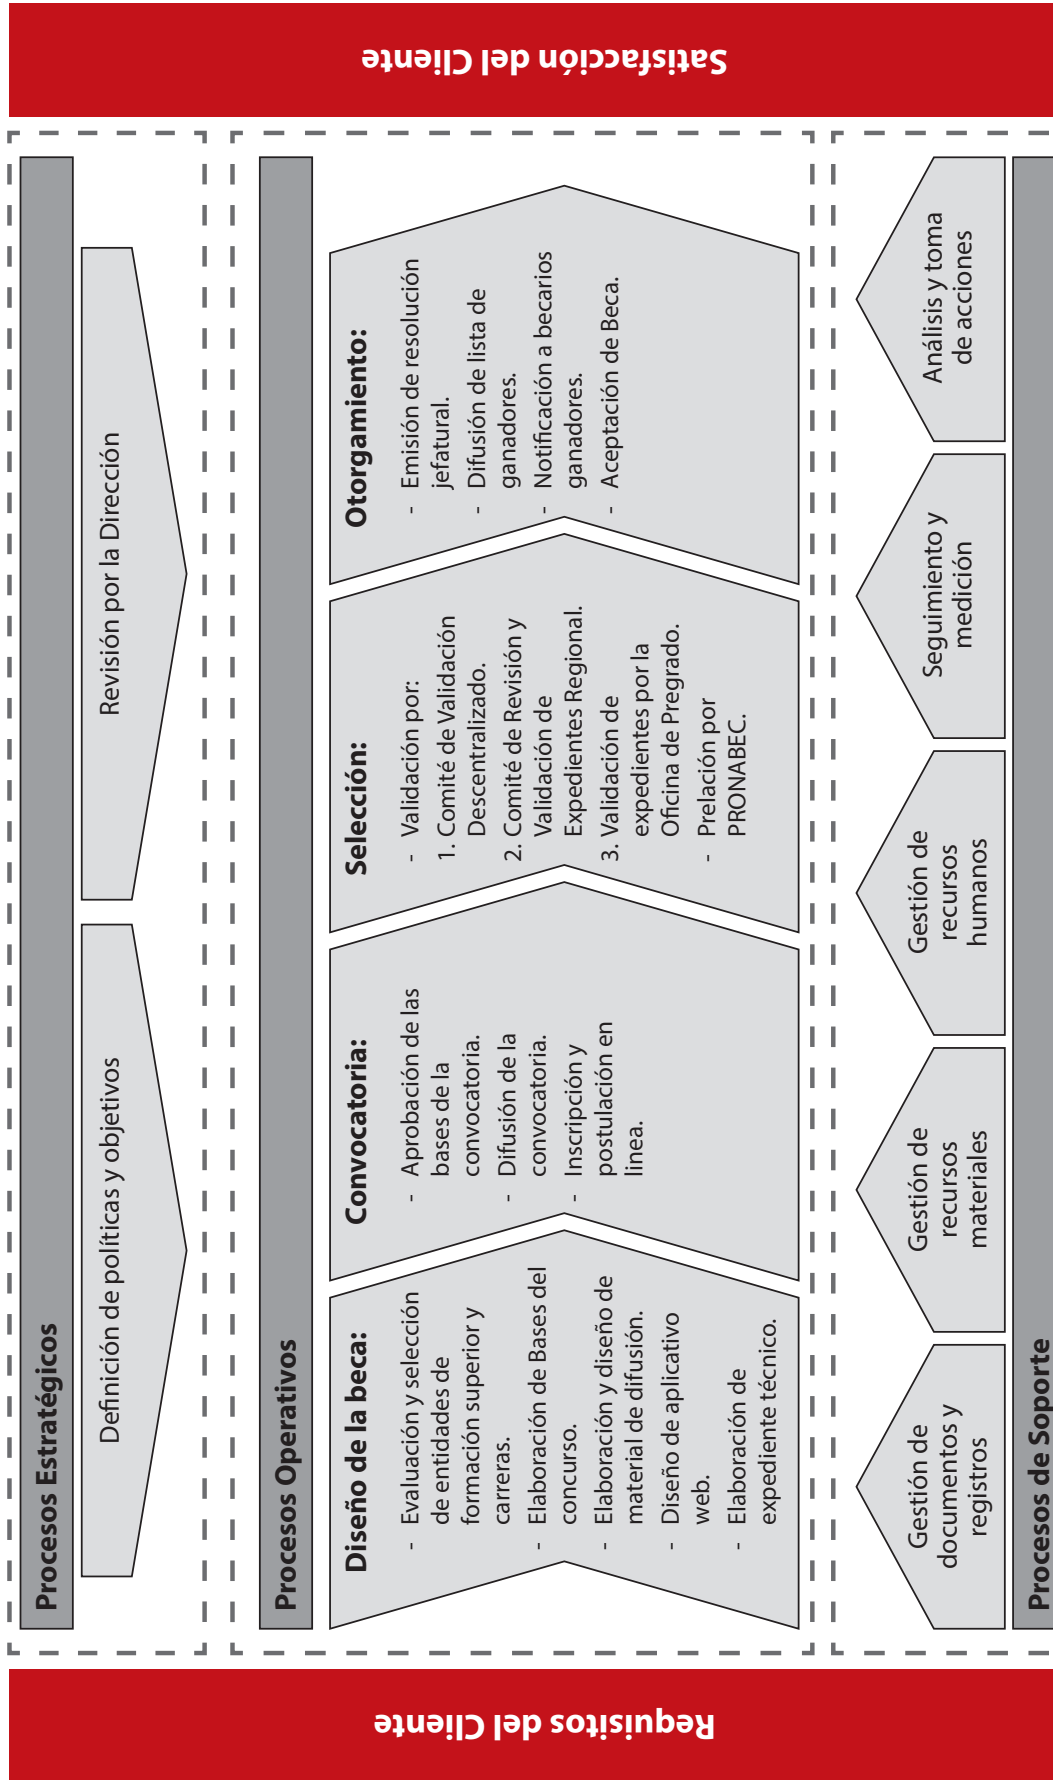 Requisitos del Cliente
Procesos Estratégicos
Definición de políticas y objetivos
Revisión por la Dirección
Procesos Operativos
Diseño de la beca:
- Evaluación y selección
de entidades de
formación superior y
carreras.
- Elaboración de Bases del
concurso.
- Elaboración y diseño de
material de difusión.
- Diseño de aplicativo
web.
- Elaboración de
expediente técnico.
Convocatoria:
- Aprobación de las
bases de la
convocatoria.
- Difusión de la
convocatoria.
- Inscripción y
postulación en
linea.
Selección:
- Validación por:
1. Comité de Validación
Descentralizado.
2. Comité de Revisión y
Validación de
Expedientes Regional.
3. Validación de
expedientes por la
Oficina de Pregrado.
- Prelación por
PRONABEC.
Otorgamiento:
- Emisión de resolución
jefatural.
- Difusión de lista de
ganadores.
- Notificación a becarios
ganadores.
- Aceptación de Beca.
Gestión de
documentos y
registros
Gestión de
recursos
materiales
Gestión de
recursos
humanos
Seguimiento y
medición
Análisis y toma
de acciones
Procesos de Soporte
Satisfacción del Cliente